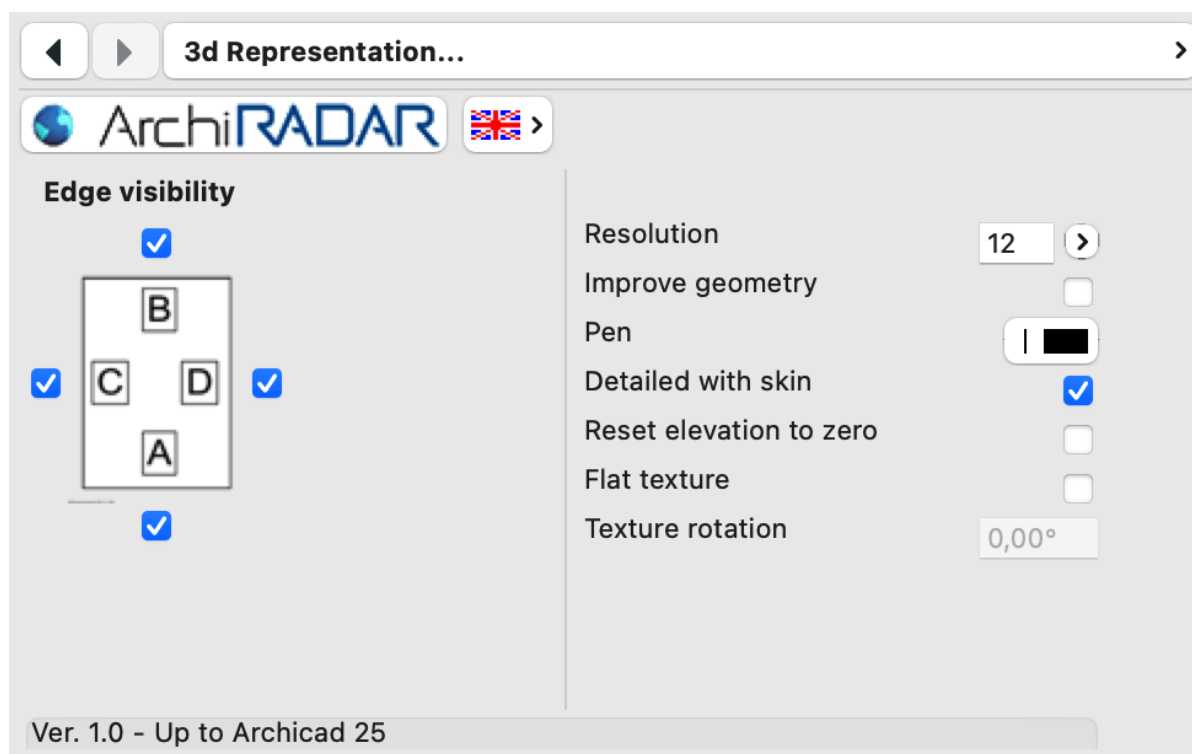 3d Representation...
ArchiRADAR
Edge visibility
B
C D
A
Resolution 12
Improve geometry
Pen
Detailed with skin
Reset elevation to zero
Flat texture
Texture rotation 0,00°
Ver. 1.0 - Up to Archicad 25